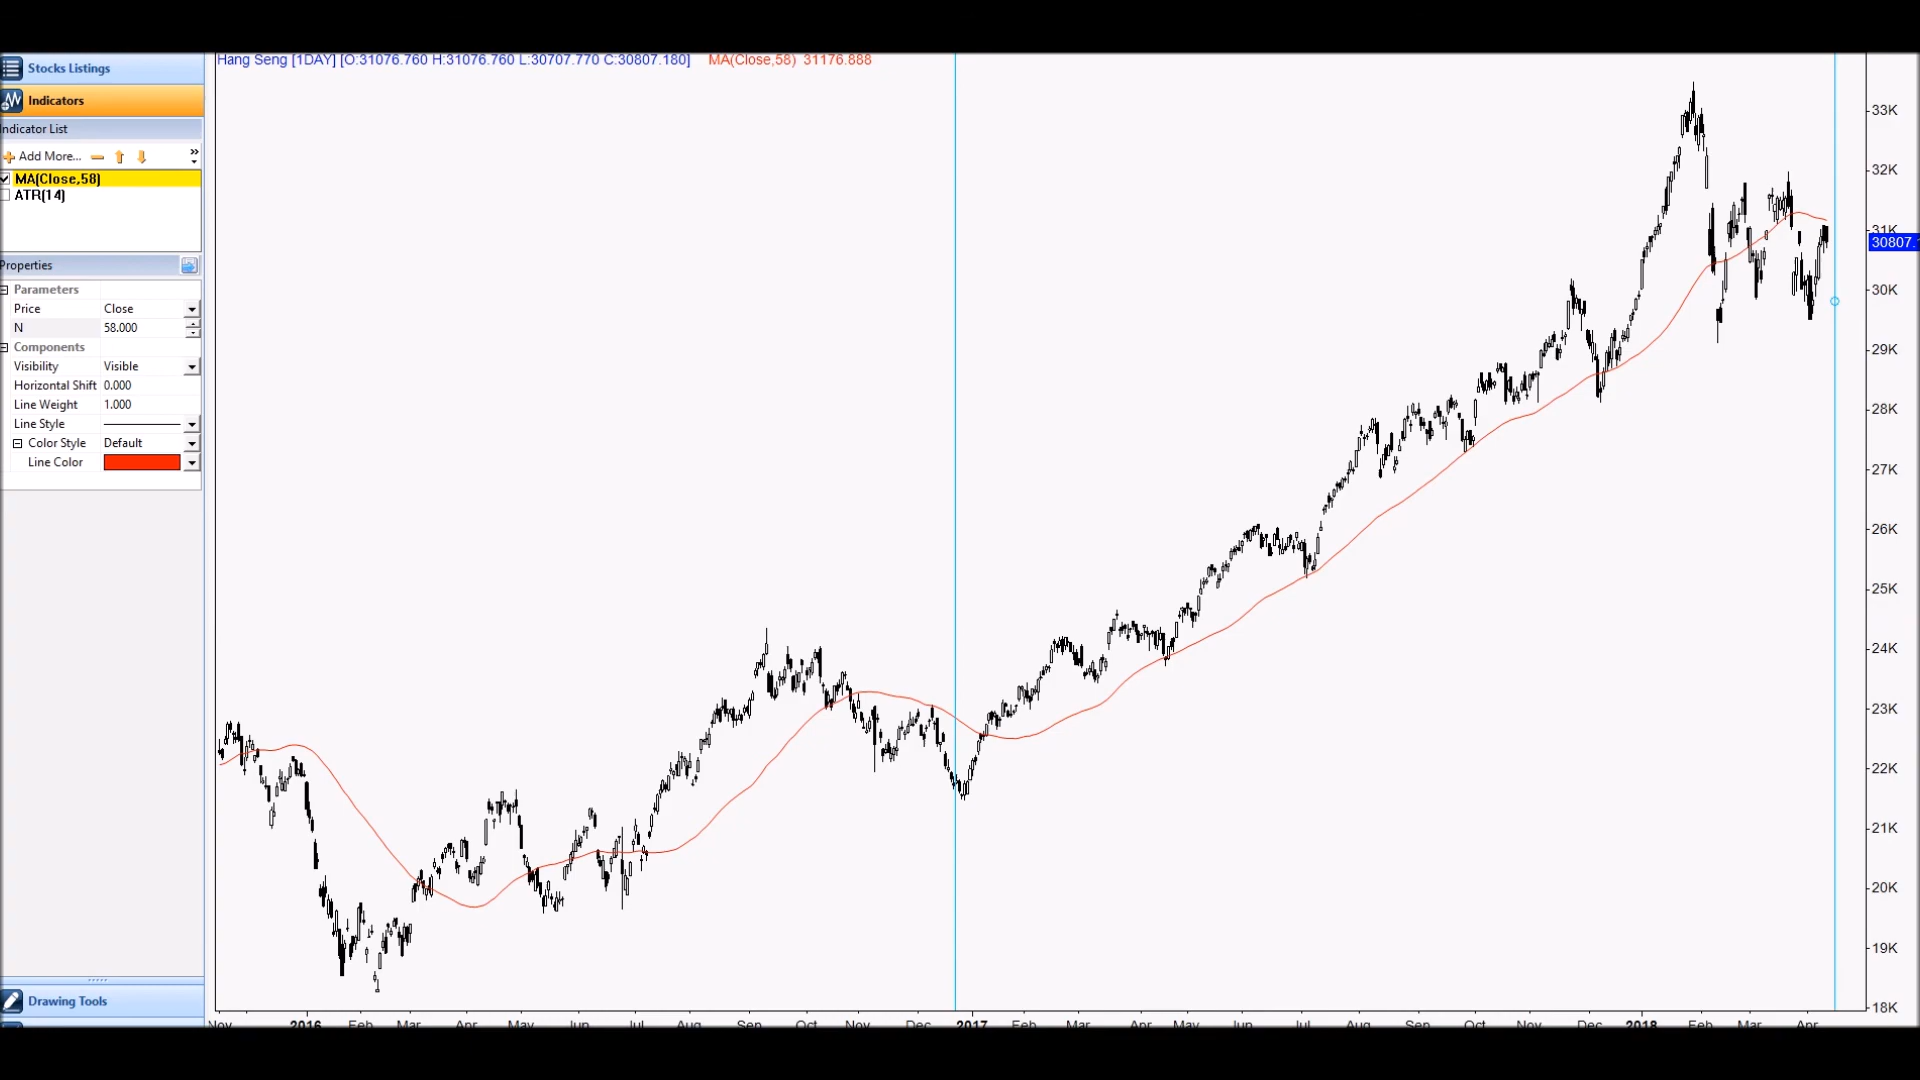 Hang Seng [1DAY] [O:31076.760 H:31076.760 L:30707.770 C:30807.180] MA(Close,58) 31176.888
Stocks Listings
Indicators
Indicator List
Add More...
MA(Close,58)
ATR(14)
Properties
Parameters
Price Close
N 58.000
Components
Visibility Visible
Horizontal Shift 0.000
Line Weight 1.000
Line Style
Color Style Default
Line Color
Drawing Tools
33K
32K
31K
30807.1
30K
29K
28K
27K
26K
25K
24K
23K
22K
21K
20K
19K
18K
Nov 2016 Feb Mar Apr May Jun Jul Aug Sep Oct Nov Dec 2017 Feb Mar Apr May Jun Jul Aug Sep Oct Nov Dec 2018 Feb Mar Apr